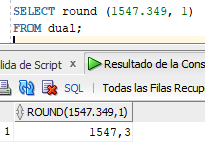 SELECT round (1547.349, 1)
FROM dual;
lida de Script × Resultado de la Cons
SQL | Todas las Filas Recup
ROUND(1547.349,1)
1 1547,3